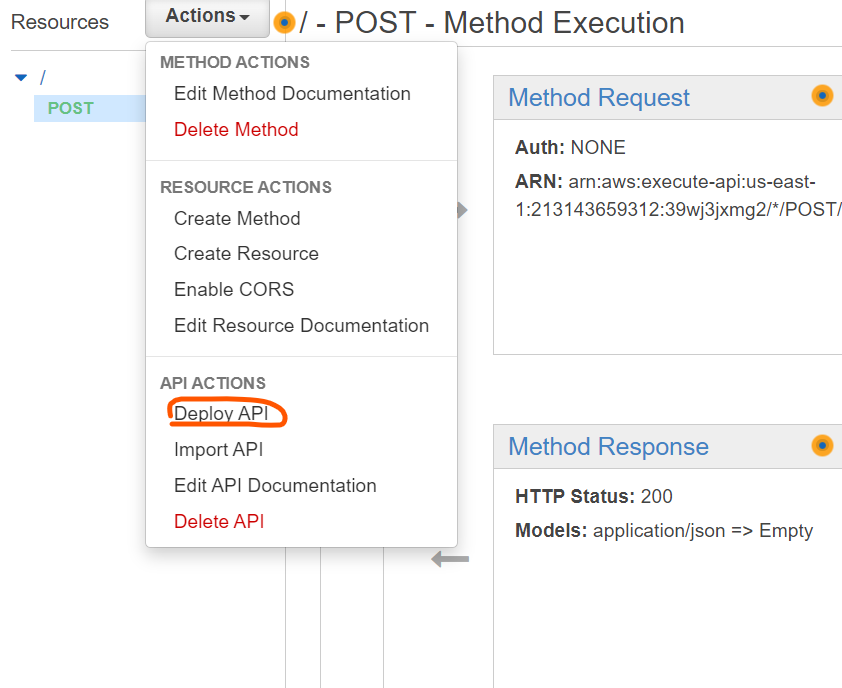 Resources
Actions
/ - POST - Method Execution
/
POST
METHOD ACTIONS
Edit Method Documentation
Delete Method
RESOURCE ACTIONS
Create Method
Create Resource
Enable CORS
Edit Resource Documentation
API ACTIONS
Deploy API
Import API
Edit API Documentation
Delete API
Method Request
Auth: NONE
ARN: arn:aws:execute-api:us-east-
1:213143659312:39wj3jxmg2/*/POST/
Method Response
HTTP Status: 200
Models: application/json => Empty